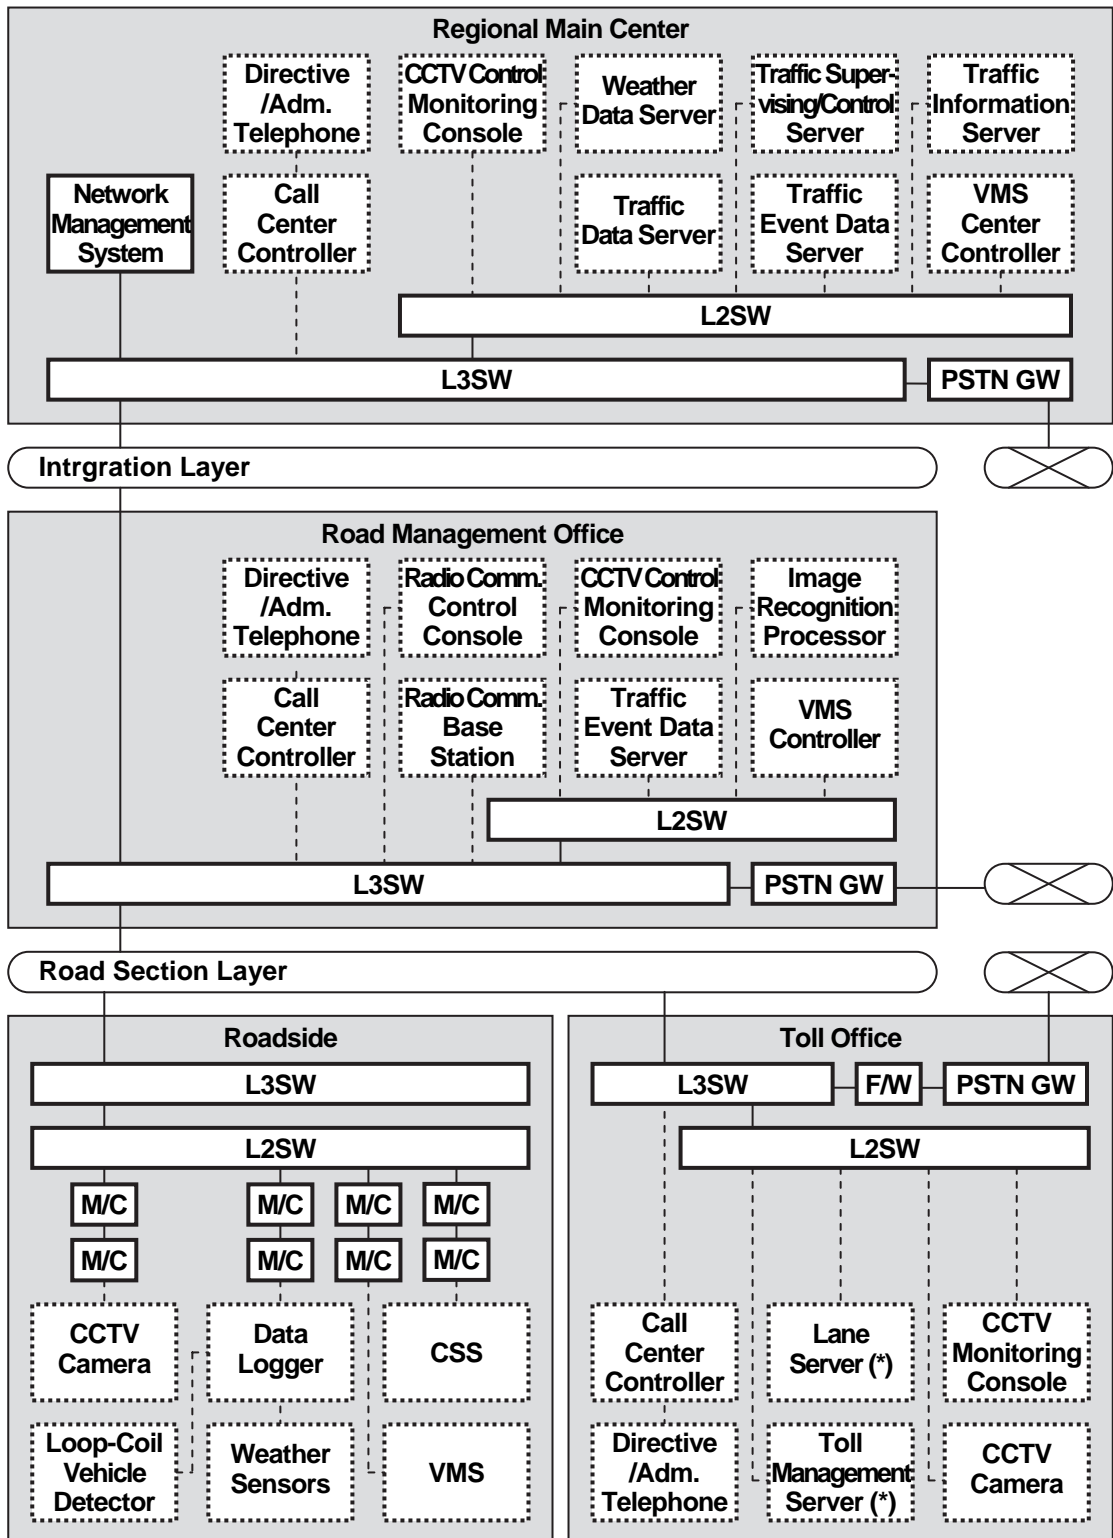 Regional Main Center
Directive
/Adm.
Telephone
CCTV Control
Monitoring
Console
Weather
Data Server
Traffic Super-
vising/Control
Server
Traffic
Information
Server
Network
Management
System
Call
Center
Controller
Traffic
Data Server
Traffic
Event Data
Server
VMS
Center
Controller
L2SW
L3SW
PSTN GW
Intrgration Layer
Road Management Office
Directive
/Adm.
Telephone
Radio Comm.
Control
Console
CCTV Control
Monitoring
Console
Image
Recognition
Processor
Call
Center
Controller
Radio Comm.
Base
Station
Traffic
Event Data
Server
VMS
Controller
L2SW
L3SW
PSTN GW
Road Section Layer
Roadside
L3SW
L2SW
M/C
M/C
M/C
M/C
M/C
M/C
M/C
M/C
CCTV
Camera
Data
Logger
CSS
Loop-Coil
Vehicle
Detector
Weather
Sensors
VMS
Toll Office
L3SW
F/W
PSTN GW
L2SW
Call
Center
Controller
Lane
Server (*)
CCTV
Monitoring
Console
Directive
/Adm.
Telephone
Toll
Management
Server (*)
CCTV
Camera